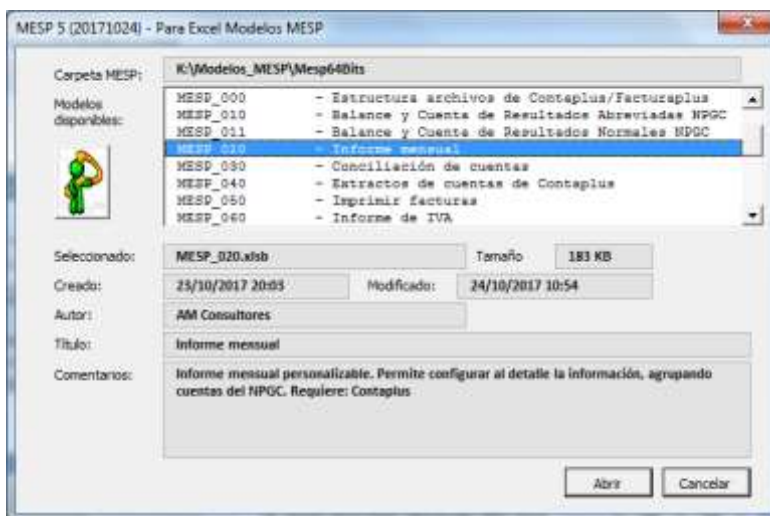 MESP 5 (20171024) - Para Excel Modelos MESP
Carpeta MESP: K:\Modelos_MESP\Mesp64Bits
Modelos disponibles:
MESP_000 - Estructura archivos de Contaplus/Facturaplus
MESP_010 - Balance y Cuenta de Resultados Abreviadas NPGC
MESP_011 - Balance y Cuenta de Resultados Normales NPGC
MESP_020 - Informe mensual
MESP_030 - Conciliación de cuentas
MESP_040 - Extractos de cuentas de Contaplus
MESP_050 - Imprimir facturas
MESP_060 - Informe de IVA
Seleccionado: MESP_020.xlsb Tamaño 183 KB
Creado: 23/10/2017 20:03 Modificado: 24/10/2017 10:54
Autor: AM Consultores
Título: Informe mensual
Comentarios: Informe mensual personalizable. Permite configurar al detalle la información, agrupando
cuentas del NPGC. Requiere: Contaplus
Abrir Cancelar